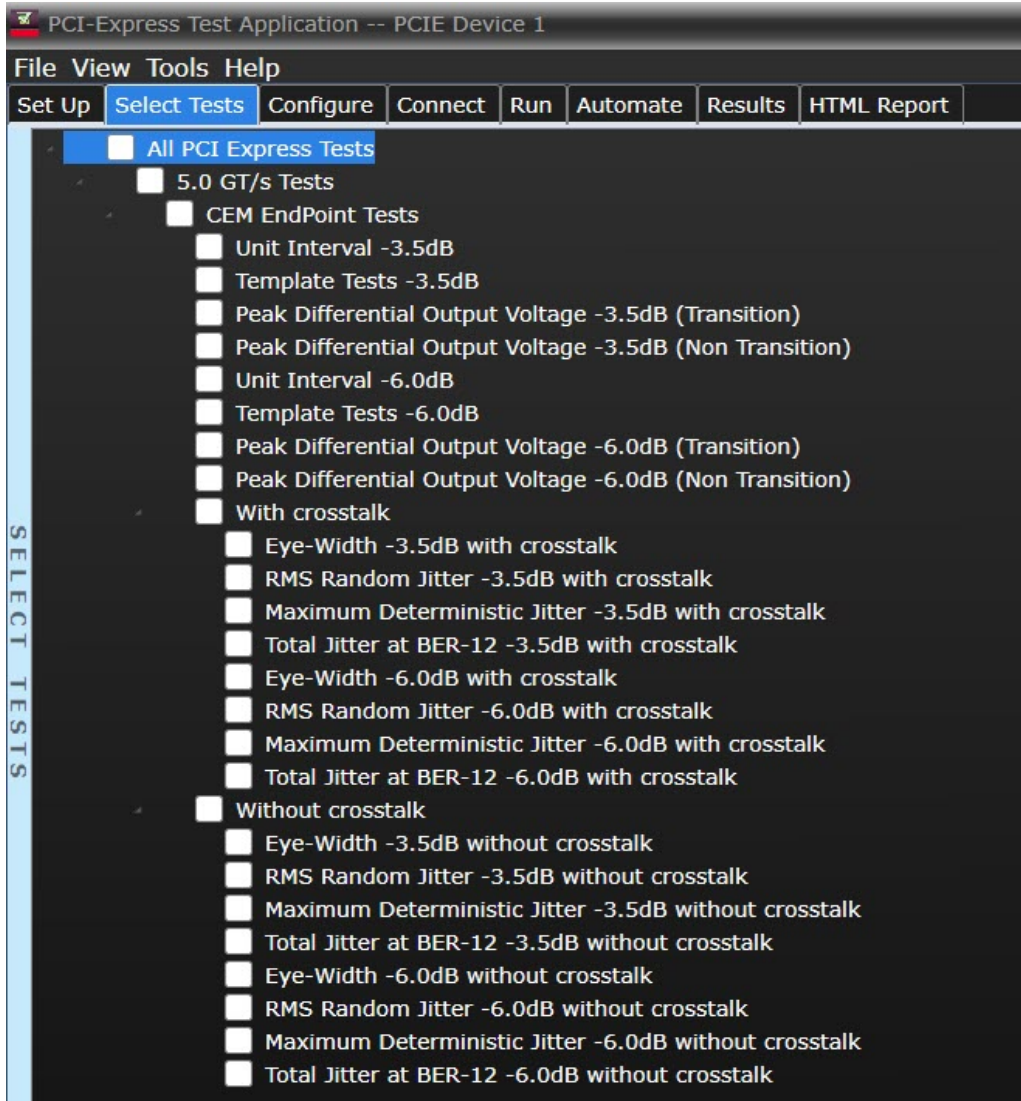 PCI-Express Test Application -- PCIE Device 1
File View Tools Help
Set Up Select Tests Configure Connect Run Automate Results HTML Report
SELECT TESTS
All PCI Express Tests
5.0 GT/s Tests
CEM EndPoint Tests
Unit Interval -3.5dB
Template Tests -3.5dB
Peak Differential Output Voltage -3.5dB (Transition)
Peak Differential Output Voltage -3.5dB (Non Transition)
Unit Interval -6.0dB
Template Tests -6.0dB
Peak Differential Output Voltage -6.0dB (Transition)
Peak Differential Output Voltage -6.0dB (Non Transition)
With crosstalk
Eye-Width -3.5dB with crosstalk
RMS Random Jitter -3.5dB with crosstalk
Maximum Deterministic Jitter -3.5dB with crosstalk
Total Jitter at BER-12 -3.5dB with crosstalk
Eye-Width -6.0dB with crosstalk
RMS Random Jitter -6.0dB with crosstalk
Maximum Deterministic Jitter -6.0dB with crosstalk
Total Jitter at BER-12 -6.0dB with crosstalk
Without crosstalk
Eye-Width -3.5dB without crosstalk
RMS Random Jitter -3.5dB without crosstalk
Maximum Deterministic Jitter -3.5dB without crosstalk
Total Jitter at BER-12 -3.5dB without crosstalk
Eye-Width -6.0dB without crosstalk
RMS Random Jitter -6.0dB without crosstalk
Maximum Deterministic Jitter -6.0dB without crosstalk
Total Jitter at BER-12 -6.0dB without crosstalk